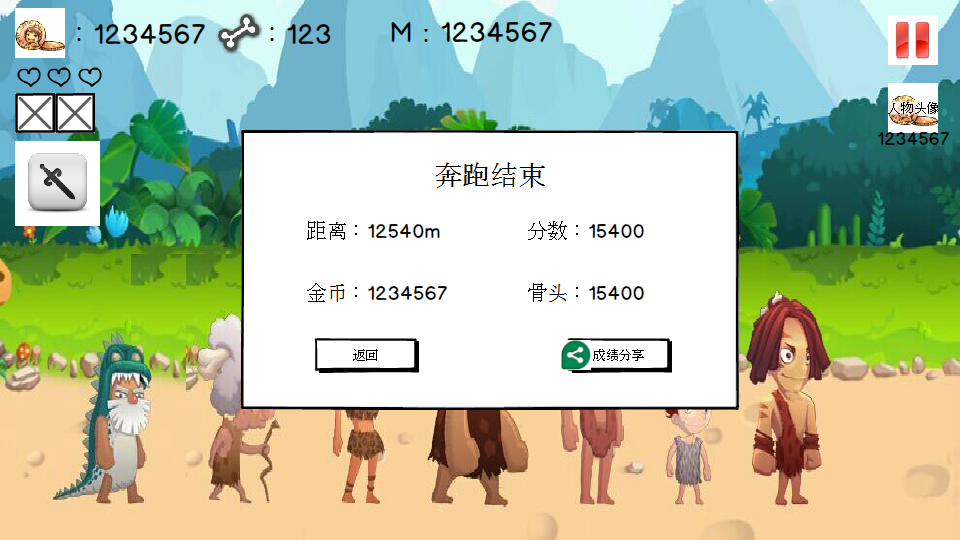 : 1234567 : 123 M : 1234567
人物头像
1234567
奔跑结束
距离：12540m 分数：15400
金币：1234567 骨头：15400
返回 成绩分享